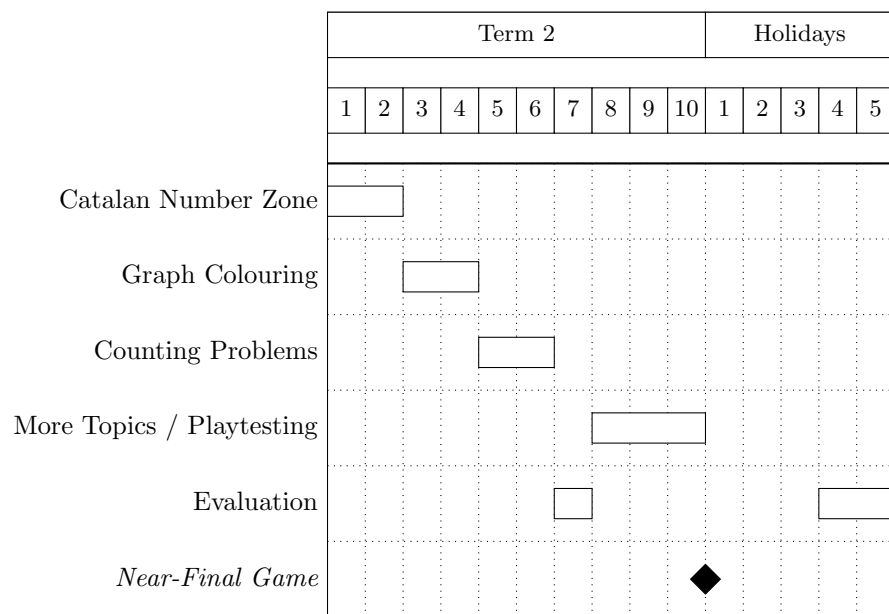 Term 2 Holidays
1 2 3 4 5 6 7 8 9 10 1 2 3 4 5
Catalan Number Zone
Graph Colouring
Counting Problems
More Topics / Playtesting
Evaluation
Near-Final Game